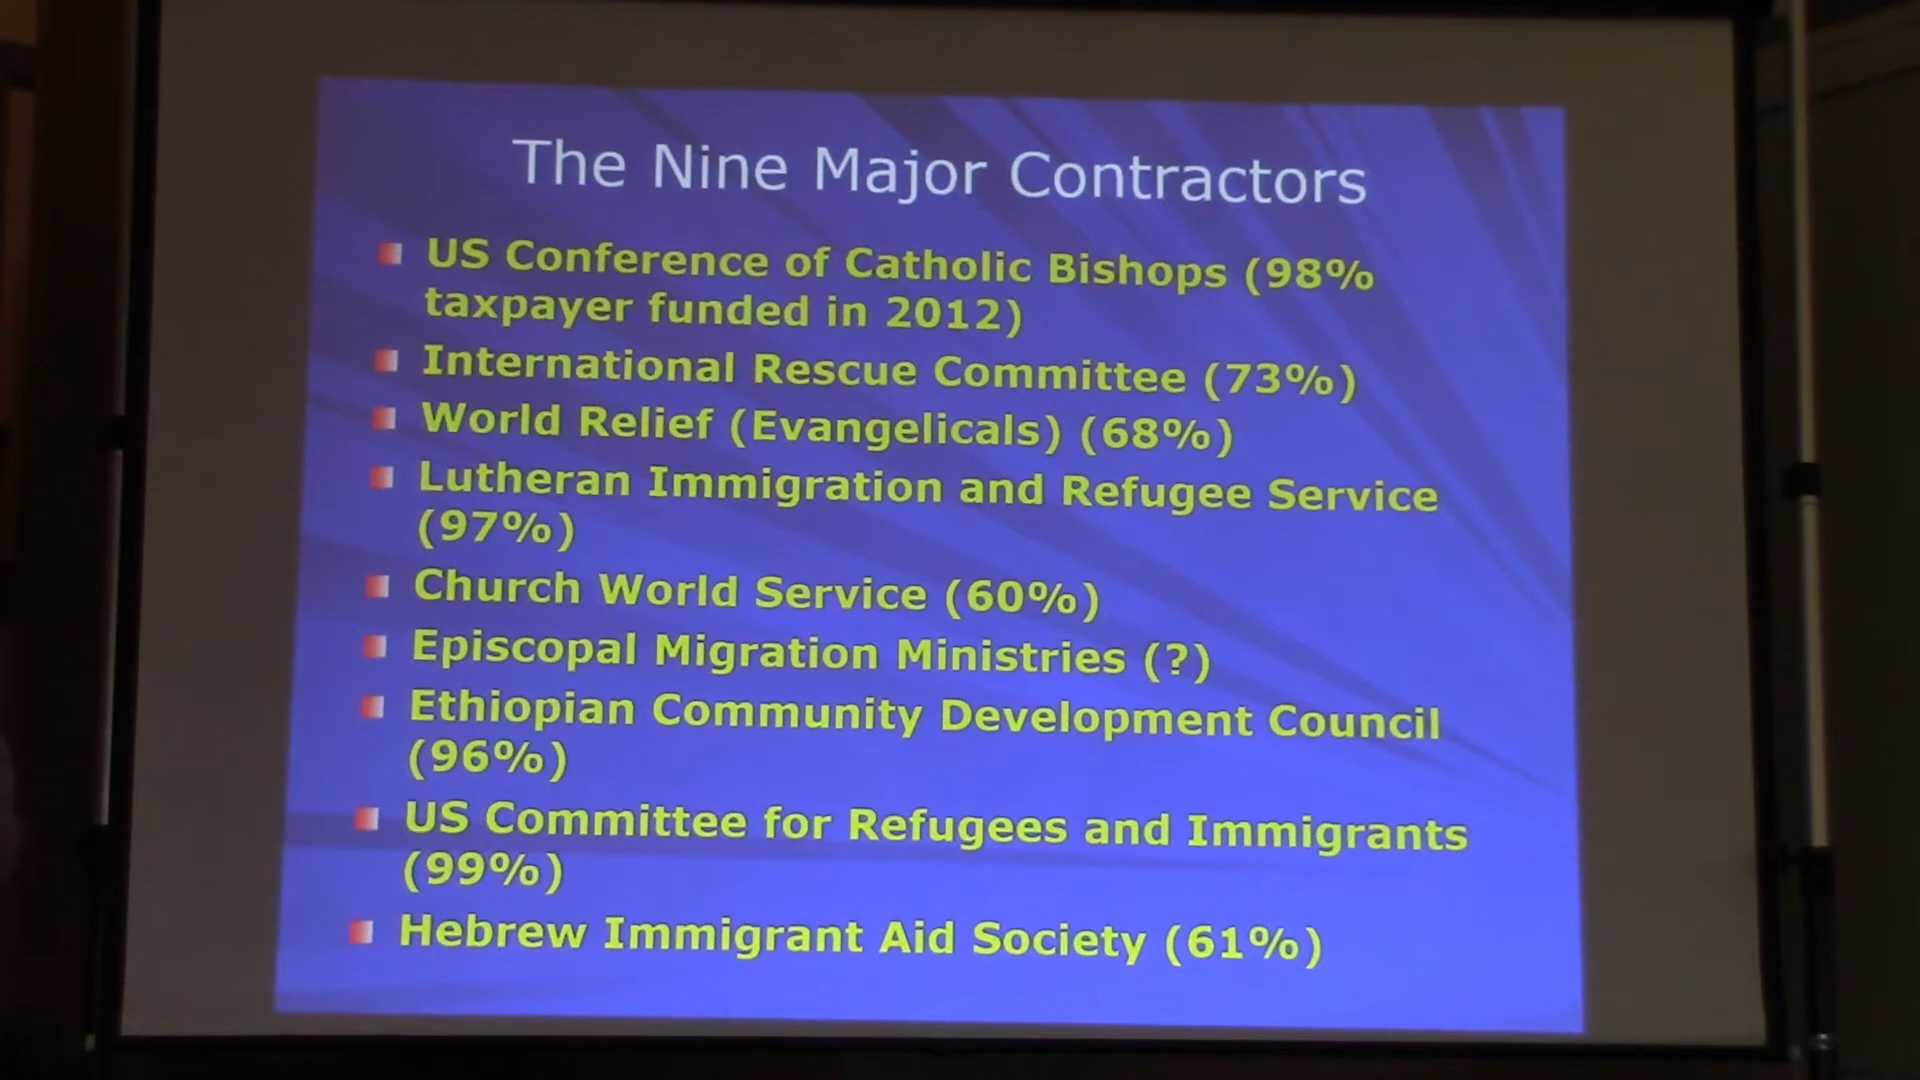 The Nine Major Contractors
US Conference of Catholic Bishops (98%
taxpayer funded in 2012)
International Rescue Committee (73%)
World Relief (Evangelicals) (68%)
Lutheran Immigration and Refugee Service
(97%)
Church World Service (60%)
Episcopal Migration Ministries (?)
Ethiopian Community Development Council
(96%)
US Committee for Refugees and Immigrants
(99%)
Hebrew Immigrant Aid Society (61%)